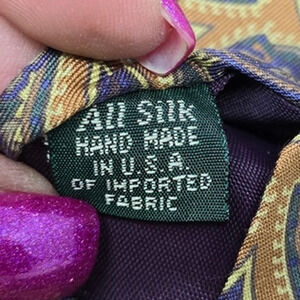 All Silk
HAND MADE
IN U.S.A.
OF IMPORTED
FABRIC